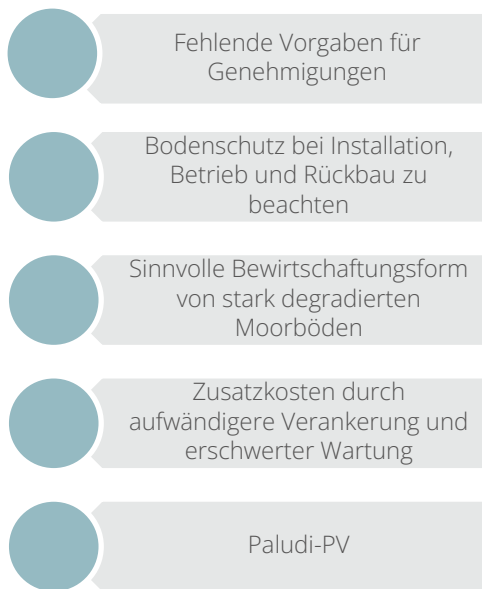 Fehlende Vorgaben für
Genehmigungen
Bodenschutz bei Installation,
Betrieb und Rückbau zu
beachten
Sinnvolle Bewirtschaftungsform
von stark degradierten
Moorböden
Zusatzkosten durch
aufwändigere Verankerung und
erschwerter Wartung
Paludi-PV